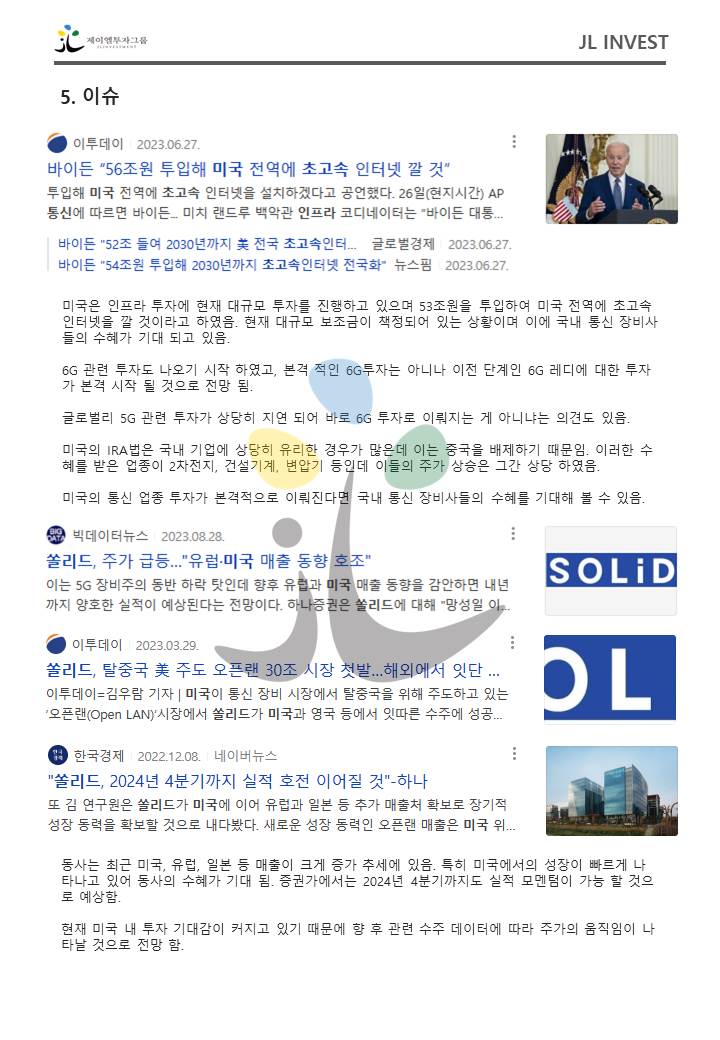 제이엘투자그룹
JL INVESTMENT
JL INVEST
5. 이슈
이투데이 2023.06.27.
바이든 “56조원 투입해 미국 전역에 초고속 인터넷 깔 것”
투입해 미국 전역에 초고속 인터넷을 설치하겠다고 공언했다. 26일(현지시간) AP
통신에 따르면 바이든... 미치 랜드루 백악관 인프라 코디네이터는 "바이든 대통...
바이든 "52조 들여 2030년까지 美 전국 초고속인터... 글로벌경제 2023.06.27.
바이든 "54조원 투입해 2030년까지 초고속인터넷 전국화" 뉴스핌 2023.06.27.
미국은 인프라 투자에 현재 대규모 투자를 진행하고 있으며 53조원을 투입하여 미국 전역에 초고속
인터넷을 깔 것이라고 하였음. 현재 대규모 보조금이 책정되어 있는 상황이며 이에 국내 통신 장비사
들의 수혜가 기대 되고 있음.
6G 관련 투자도 나오기 시작 하였고, 본격 적인 6G투자는 아니나 이전 단계인 6G 레디에 대한 투자
가 본격 시작 될 것으로 전망 됨.
글로벌리 5G 관련 투자가 상당히 지연 되어 바로 6G 투자로 이뤄지는 게 아니냐는 의견도 있음.
미국의 IRA법은 국내 기업에 상당히 유리한 경우가 많은데 이는 중국을 배제하기 때문임. 이러한 수
혜를 받은 업종이 2차전지, 건설기계, 변압기 등인데 이들의 주가 상승은 그간 상당 하였음.
미국의 통신 업종 투자가 본격적으로 이뤄진다면 국내 통신 장비사들의 수혜를 기대해 볼 수 있음.
BIG DATA 빅데이터뉴스 2023.08.28.
쏠리드, 주가 급등..."유럼·미국 매출 동향 호조"
이는 5G 장비주의 동반 하락 탓인데 향후 유럽과 미국 매출 동향을 감안하면 내년
까지 양호한 실적이 예상된다는 전망이다. 하나증권은 쏠리드에 대해 "망성일 이...
SOLiD
이투데이 2023.03.29.
쏠리드, 탈중국 美 주도 오픈랜 30조 시장 첫발...해외에서 잇단 ...
이투데이=김우람 기자 | 미국이 통신 장비 시장에서 탈중국을 위해 주도하고 있는
‘오픈랜(Open LAN)’시장에서 쏠리드가 미국과 영국 등에서 잇따른 수주에 성공...
OL
한국경제 한국경제 2022.12.08. 네이버뉴스
"쏠리드, 2024년 4분기까지 실적 호전 이어질 것"-하나
또 김 연구원은 쏠리드가 미국에 이어 유럽과 일본 등 추가 매출처 확보로 장기적
성장 동력을 확보할 것으로 내다봤다. 새로운 성장 동력인 오픈랜 매출은 미국 위...
동사는 최근 미국, 유럽, 일본 등 매출이 크게 증가 추세에 있음. 특히 미국에서의 성장이 빠르게 나
타나고 있어 동사의 수혜가 기대 됨. 증권가에서는 2024년 4분기까지도 실적 모멘텀이 가능 할 것으
로 예상함.
현재 미국 내 투자 기대감이 커지고 있기 때문에 향 후 관련 수주 데이터에 따라 주가의 움직임이 나
타날 것으로 전망 함.